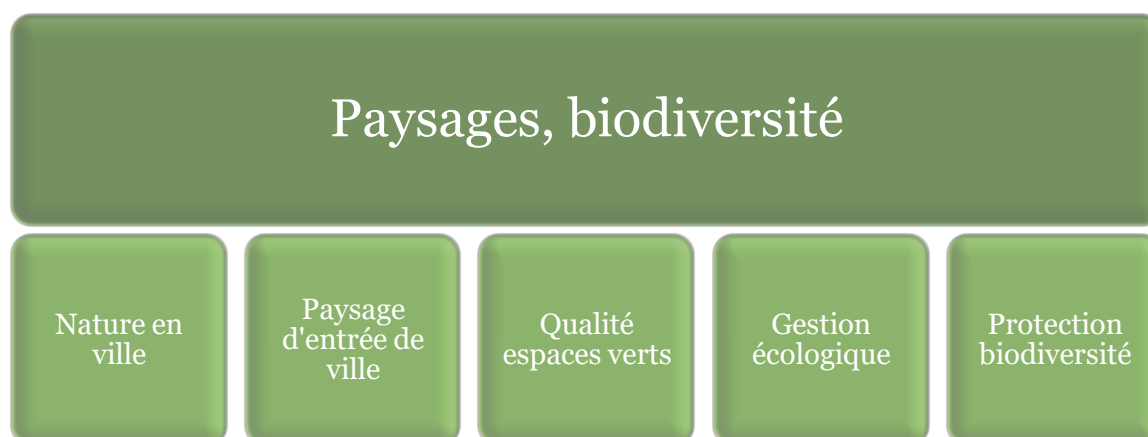 Paysages, biodiversité
Nature en
ville
Paysage
d'entrée de
ville
Qualité
espaces verts
Gestion
écologique
Protection
biodiversité